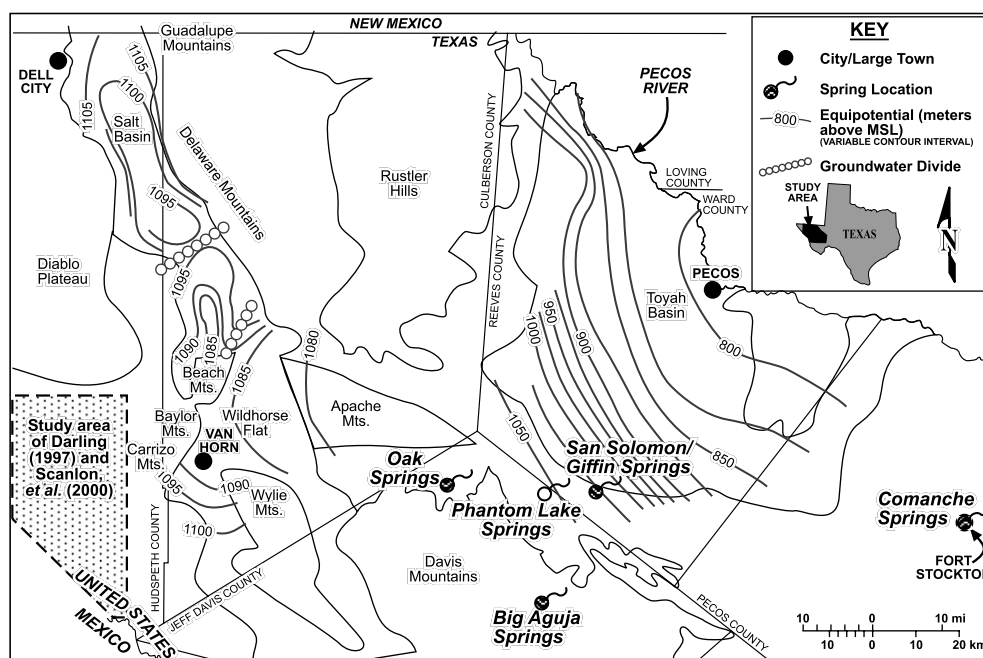 NEW MEXICO
TEXAS
Guadalupe
Mountains
DELL
CITY
1105
1105
1100
Salt
Basin
1095
Delaware Mountains
Diablo
Plateau
1095
1090
1085
Beach
Mts.
1085
1080
Rustler
Hills
CULBERSON COUNTY
REEVES COUNTY
PECOS
RIVER
LOVING
COUNTY
WARD
COUNTY
PECOS
Toyah
Basin
800
850
900
950
1000
1050
Apache
Mts.
Baylor
Mts.
Wildhorse
Flat
VAN
HORN
Carrizo
Mts.
1095
1090
Wylie
Mts.
1100
Study area
of Darling
(1997) and
Scanlon,
et al. (2000)
HUDSPETH COUNTY
JEFF DAVIS COUNTY
UNITED STATES
MEXICO
Oak
Springs
San Solomon/
Giffin Springs
Phantom Lake
Springs
Davis
Mountains
Big Aguja
Springs
PECOS COUNTY
Comanche
Springs
FORT
STOCKTON
KEY
City/Large Town
Spring Location
800
Equipotential (meters
above MSL)
(VARIABLE CONTOUR INTERVAL)
Groundwater Divide
STUDY
AREA
TEXAS
N
10 0 10 mi
10 0 10 20 km